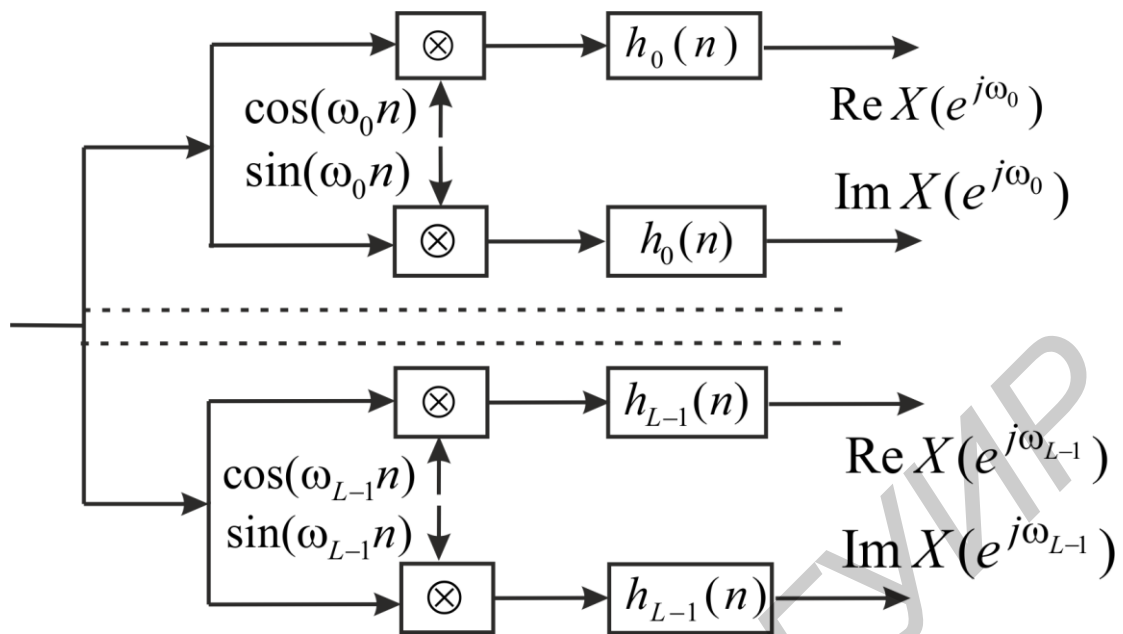 ⊗
h₀(n)
cos(ω₀n)
sin(ω₀n)
Re X(e^{jω₀})
Im X(e^{jω₀})
⊗
h₀(n)
⊗
h_{L−1}(n)
cos(ω_{L−1}n)
sin(ω_{L−1}n)
Re X(e^{jω_{L−1}})
Im X(e^{jω_{L−1}})
⊗
h_{L−1}(n)
ГУИР